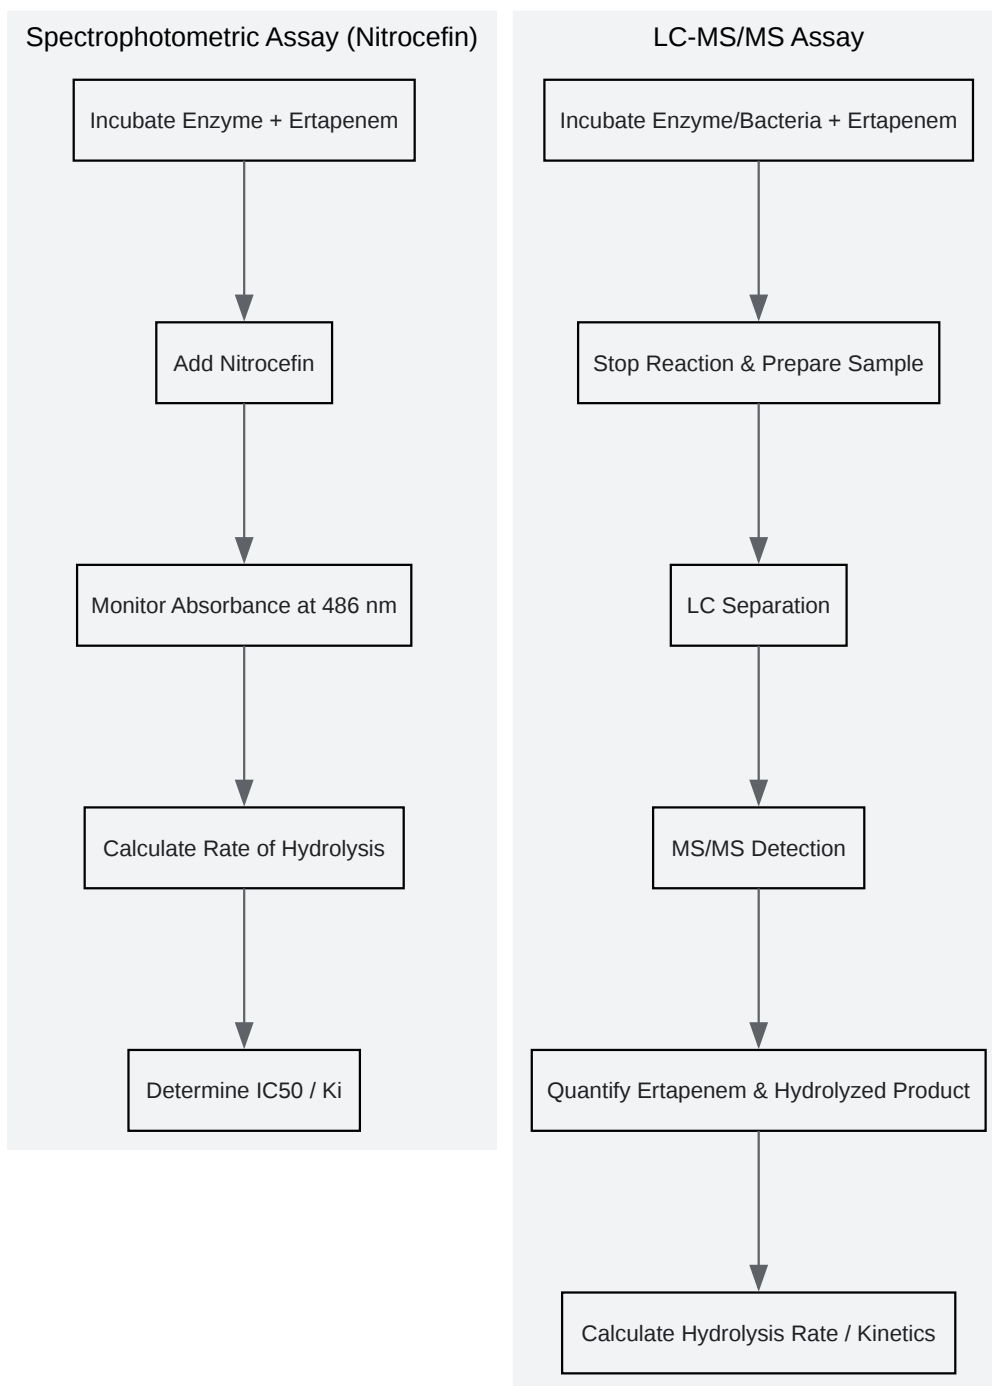 Spectrophotometric Assay (Nitrocefin)
Incubate Enzyme + Ertapenem
Add Nitrocefin
Monitor Absorbance at 486 nm
Calculate Rate of Hydrolysis
Determine IC50 / Ki
LC-MS/MS Assay
Incubate Enzyme/Bacteria + Ertapenem
Stop Reaction & Prepare Sample
LC Separation
MS/MS Detection
Quantify Ertapenem & Hydrolyzed Product
Calculate Hydrolysis Rate / Kinetics